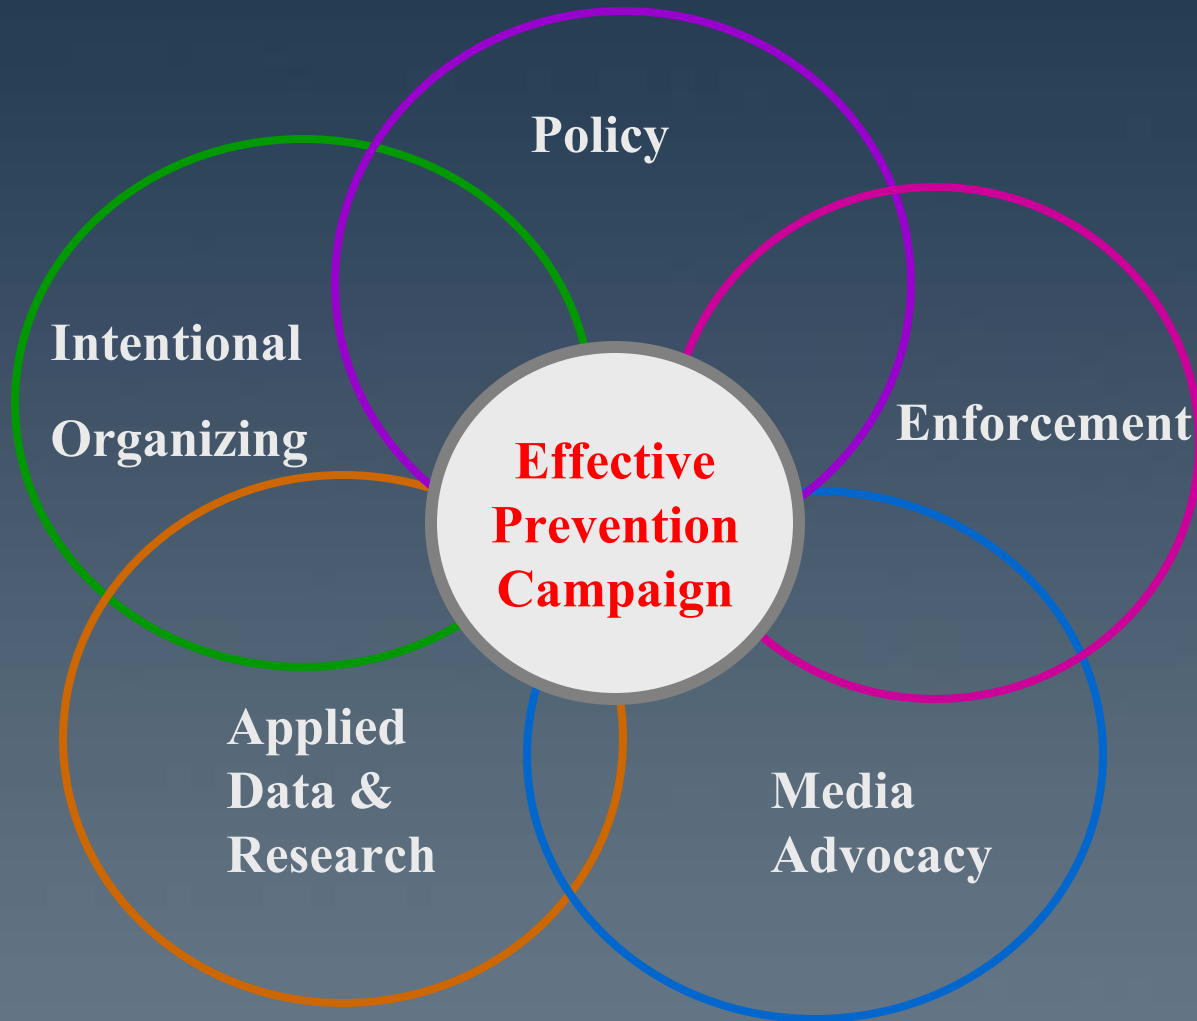 Policy
Intentional
Organizing
Enforcement
Effective
Prevention
Campaign
Applied
Data &
Research
Media
Advocacy